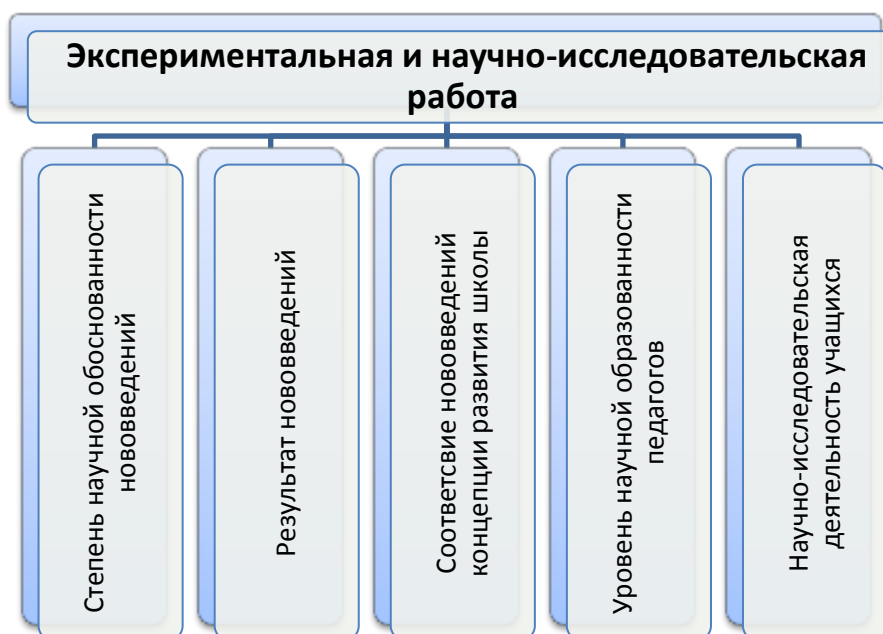 Экспериментальная и научно-исследовательская
работа
Степень научной обоснованности
нововведений
Результат нововведений
Соответсвие нововведений
концепции развития школы
Уровень научной образованности
педагогов
Научно-исследовательская
деятельность учащихся